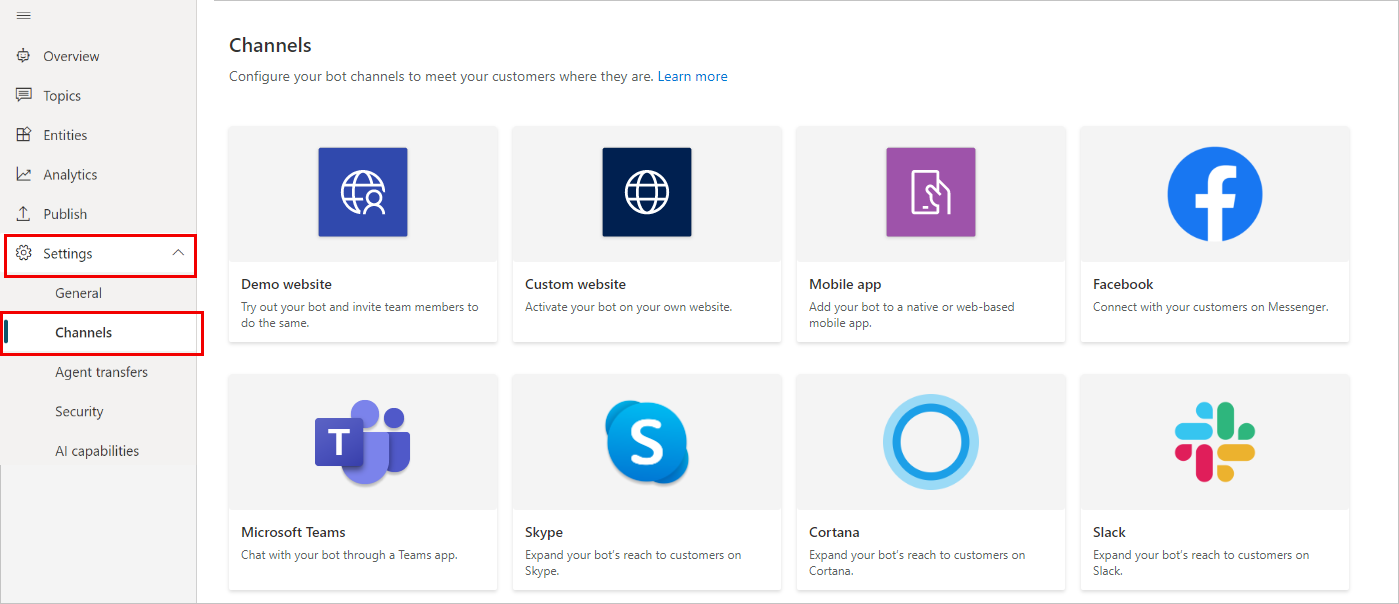 Overview
Topics
Entities
Analytics
Publish
Settings
General
Channels
Agent transfers
Security
AI capabilities
Channels
Configure your bot channels to meet your customers where they are. Learn more
Demo website
Try out your bot and invite team members to
do the same.
Custom website
Activate your bot on your own website.
Mobile app
Add your bot to a native or web-based
mobile app.
Facebook
Connect with your customers on Messenger.
T
Microsoft Teams
Chat with your bot through a Teams app.
S
Skype
Expand your bot's reach to customers on
Skype.
Cortana
Expand your bot's reach to customers on
Cortana.
Slack
Expand your bot's reach to customers on
Slack.